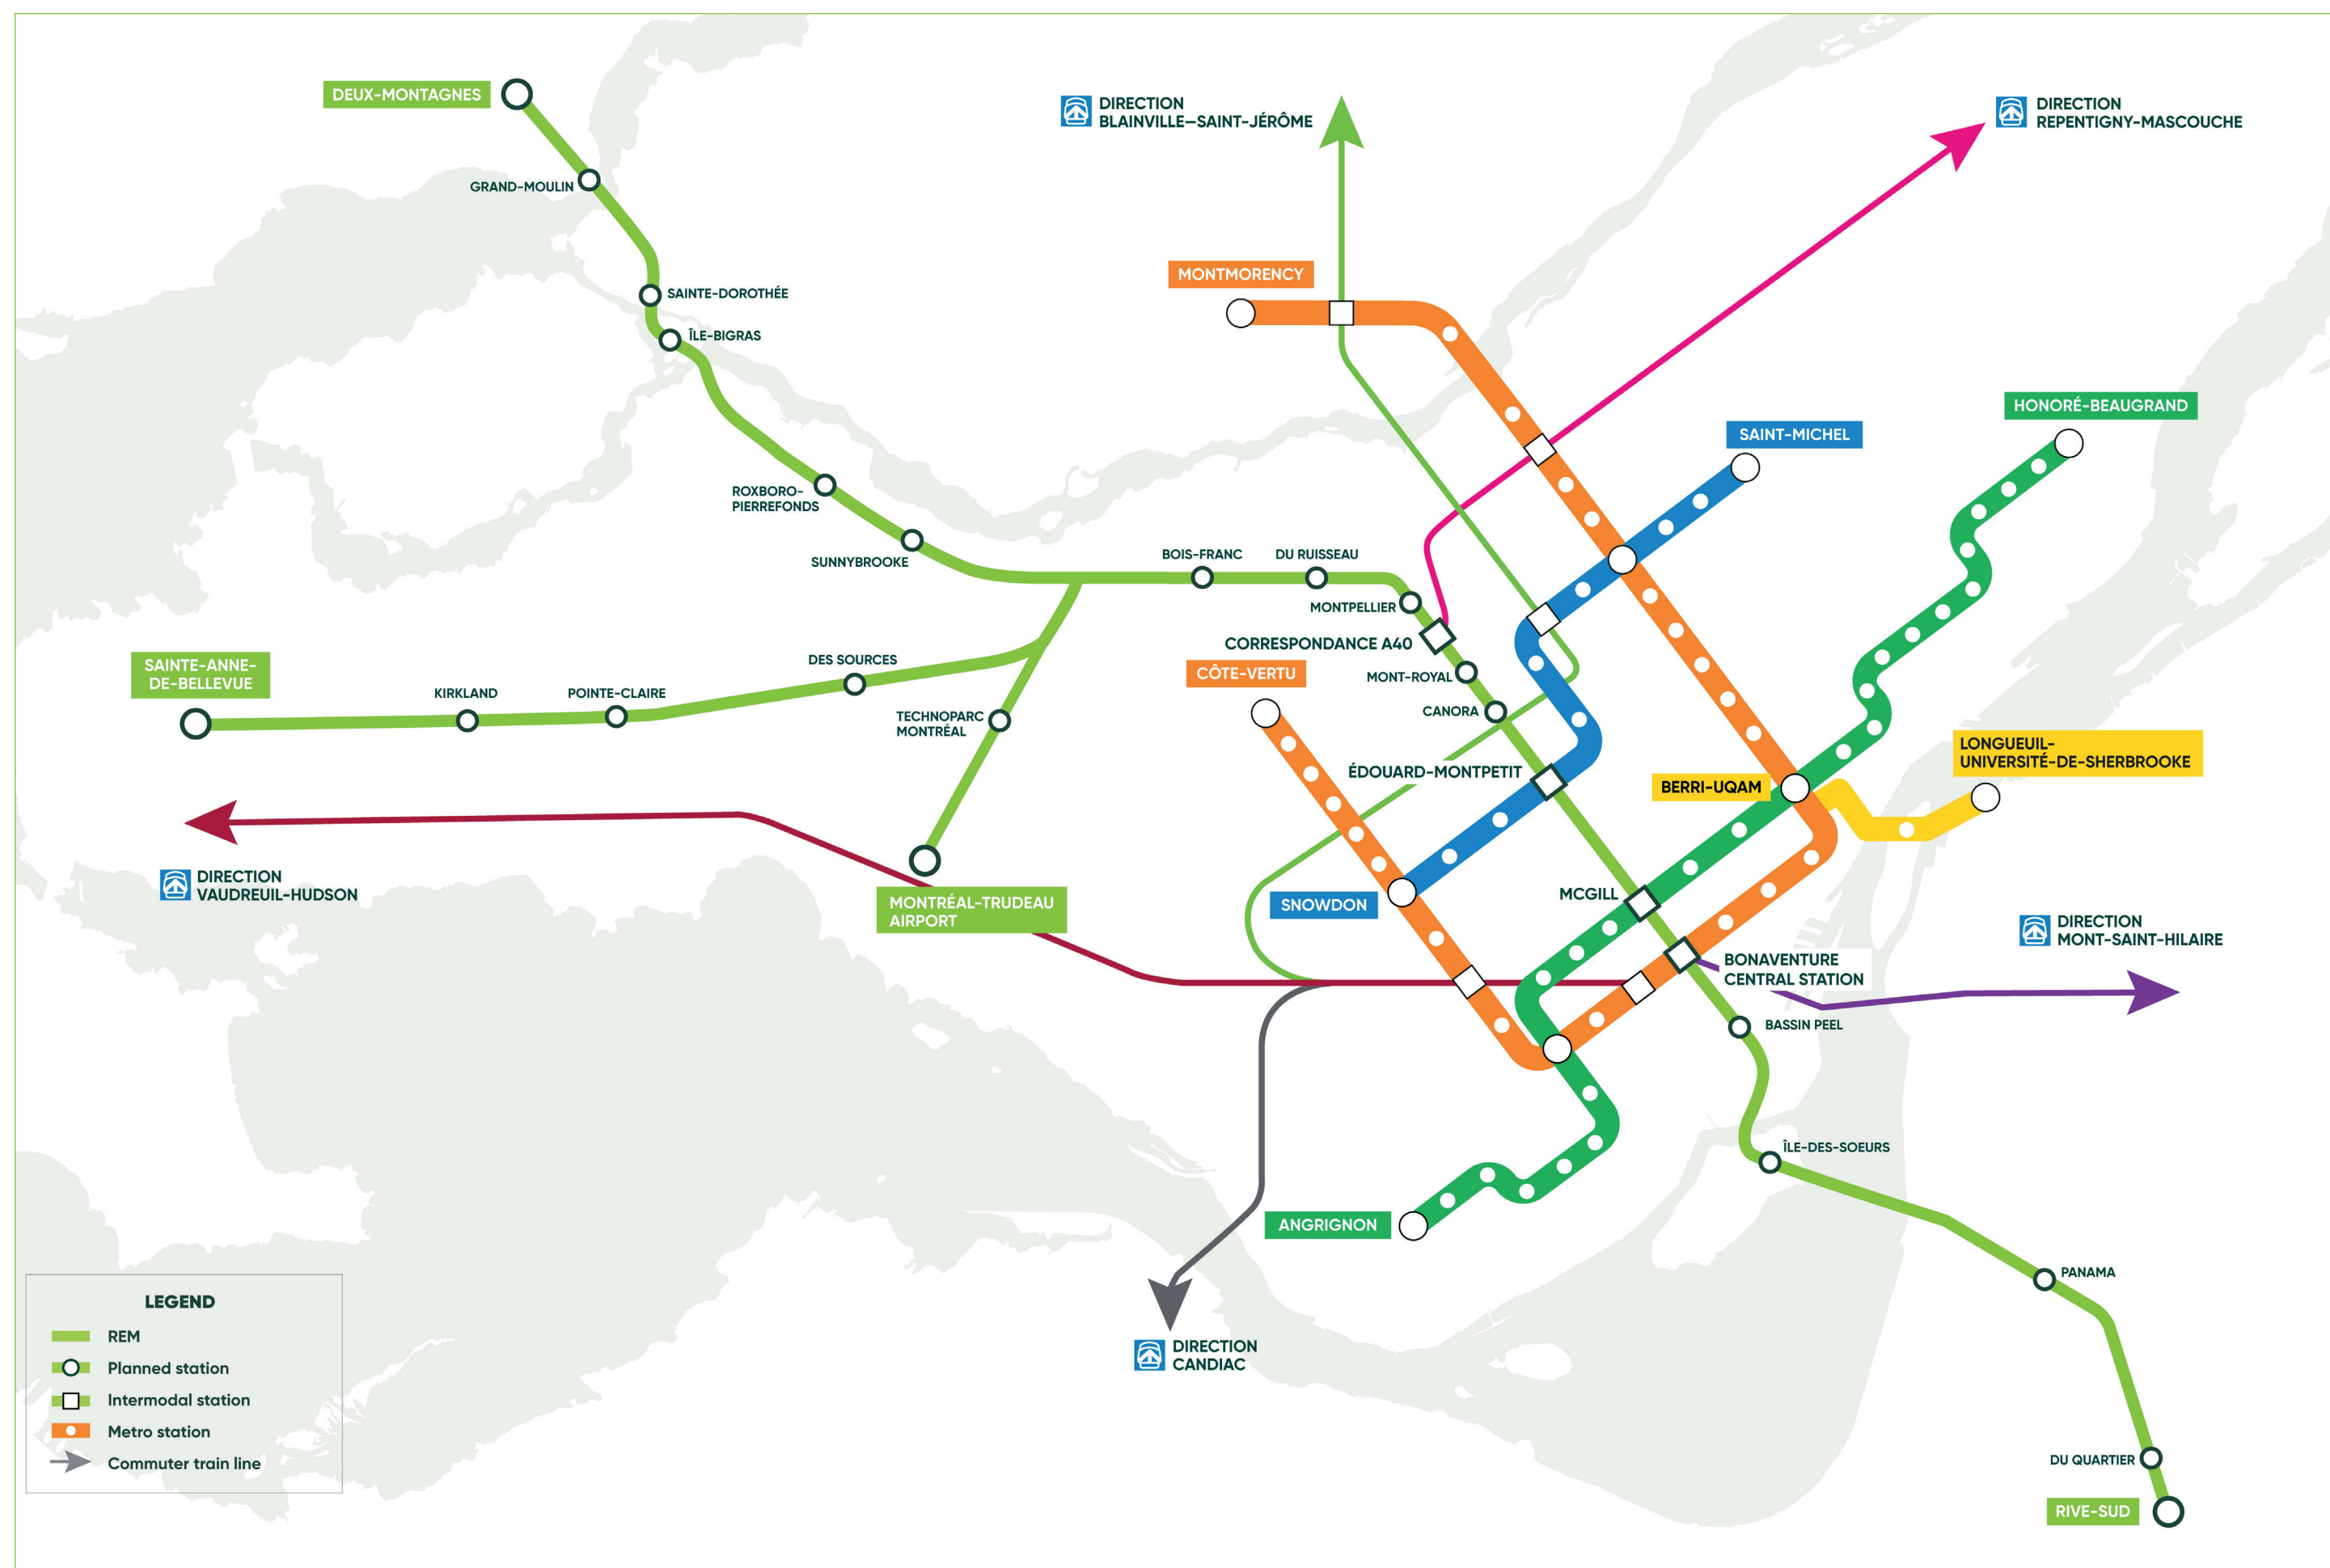 DEUX-MONTAGNES
GRAND-MOULIN
SAINTE-DOROTHÉE
ÎLE-BIGRAS
ROXBORO-
PIERREFONDS
SUNNYBROOKE
BOIS-FRANC
DU RUISSEAU
MONTPELLIER
CORRESPONDANCE A40
MONT-ROYAL
CANORA
ÉDOUARD-MONTPETIT
MCGILL
BONAVENTURE
CENTRAL STATION
BASSIN PEEL
ÎLE-DES-SOEURS
PANAMA
DU QUARTIER
RIVE-SUD
SAINTE-ANNE-
DE-BELLEVUE
KIRKLAND
POINTE-CLAIRE
DES SOURCES
TECHNOPARC
MONTRÉAL
MONTRÉAL-TRUDEAU
AIRPORT
DIRECTION
BLAINVILLE—SAINT-JÉRÔME
DIRECTION
REPENTIGNY-MASCOUCHE
MONTMORENCY
SAINT-MICHEL
HONORÉ-BEAUGRAND
CÔTE-VERTU
LONGUEUIL-
UNIVERSITÉ-DE-SHERBROOKE
BERRI-UQAM
SNOWDON
ANGRIGNON
DIRECTION
VAUDREUIL-HUDSON
DIRECTION
MONT-SAINT-HILAIRE
DIRECTION
CANDIAC
LEGEND
REM
Planned station
Intermodal station
Metro station
Commuter train line